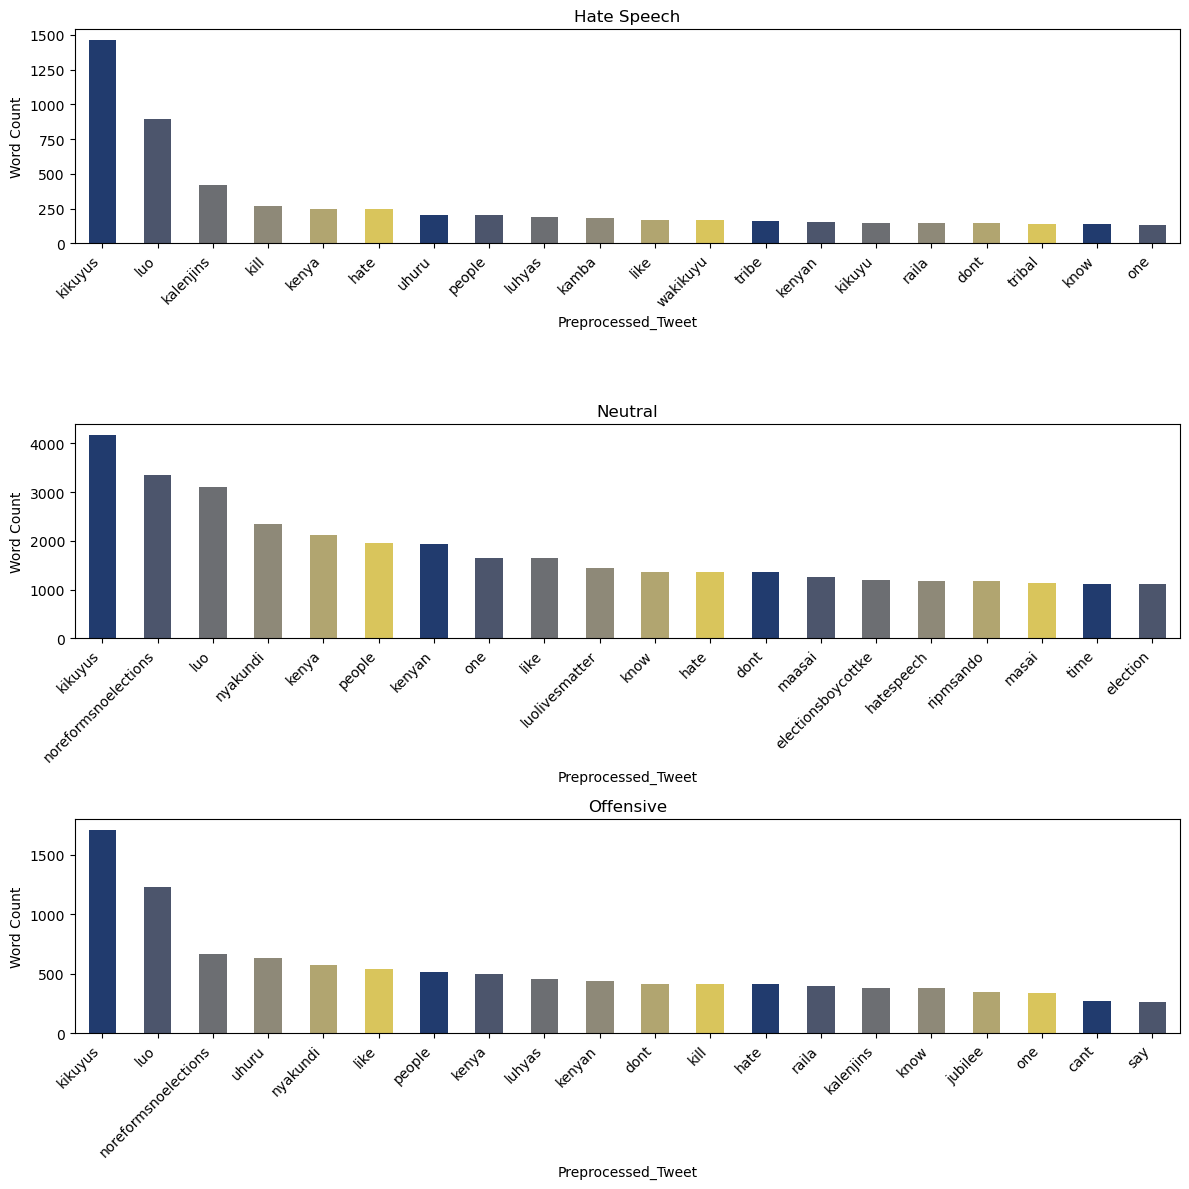 Hate Speech
1500
1250
1000
750
500
250
0
Word Count
kikuyus luo kalenjins kill kenya hate uhuru people luhyas kamba like wakikuyu tribe kenyan kikuyu raila dont tribal know one
Preprocessed_Tweet
Neutral
4000
3000
2000
1000
0
Word Count
kikuyus noreformsnoelections luo nyakundi kenya people kenyan one like luolivesmatter know hate dont maasai electionsboycottke hatespeech ripmsando masai time election
Preprocessed_Tweet
Offensive
1500
1000
500
0
Word Count
kikuyus luo noreformsnoelections uhuru nyakundi like people kenya luhyas kenyan dont kill hate raila kalenjins know jubilee one cant say
Preprocessed_Tweet